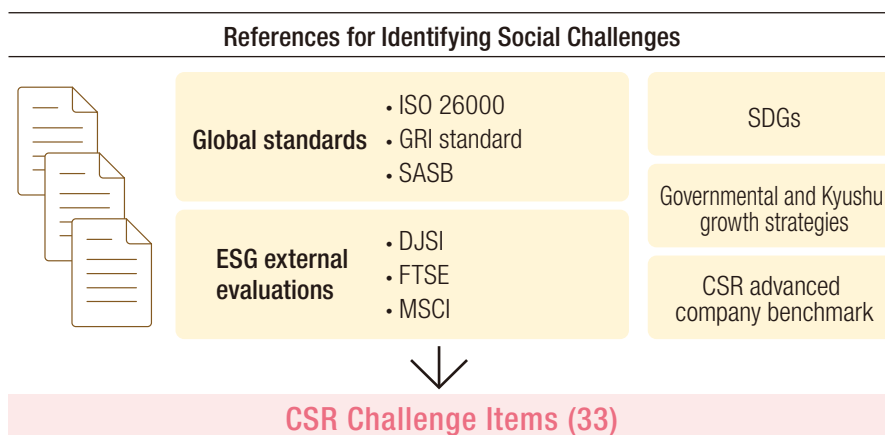 References for Identifying Social Challenges
Global standards
• ISO 26000
• GRI standard
• SASB
ESG external
evaluations
• DJSI
• FTSE
• MSCI
SDGs
Governmental and Kyushu
growth strategies
CSR advanced
company benchmark
CSR Challenge Items (33)